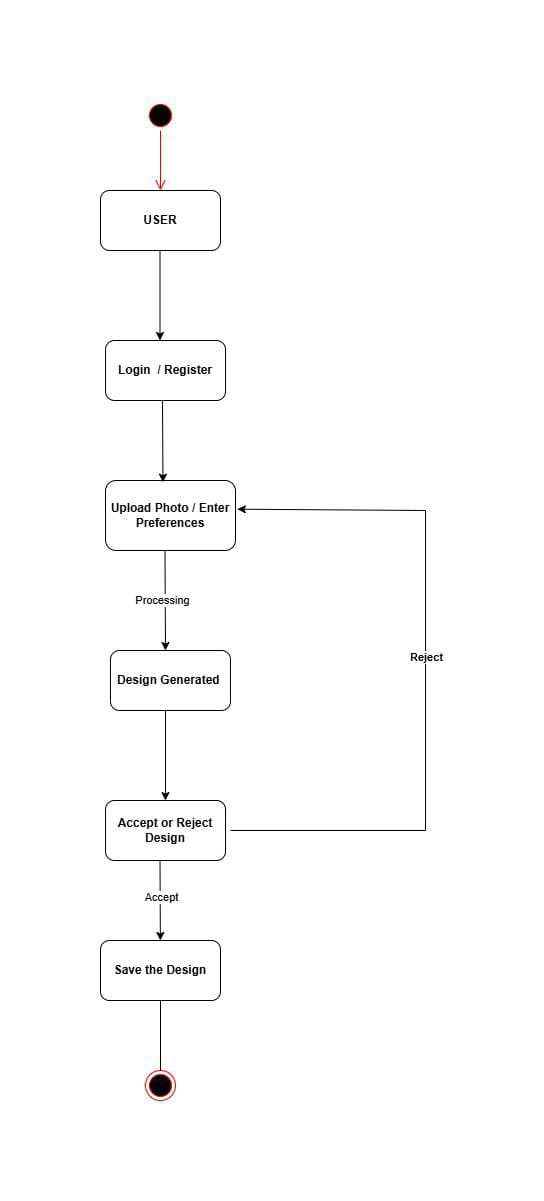 USER
Login / Register
Upload Photo / Enter
Preferences
Processing
Design Generated
Reject
Accept or Reject
Design
Accept
Save the Design